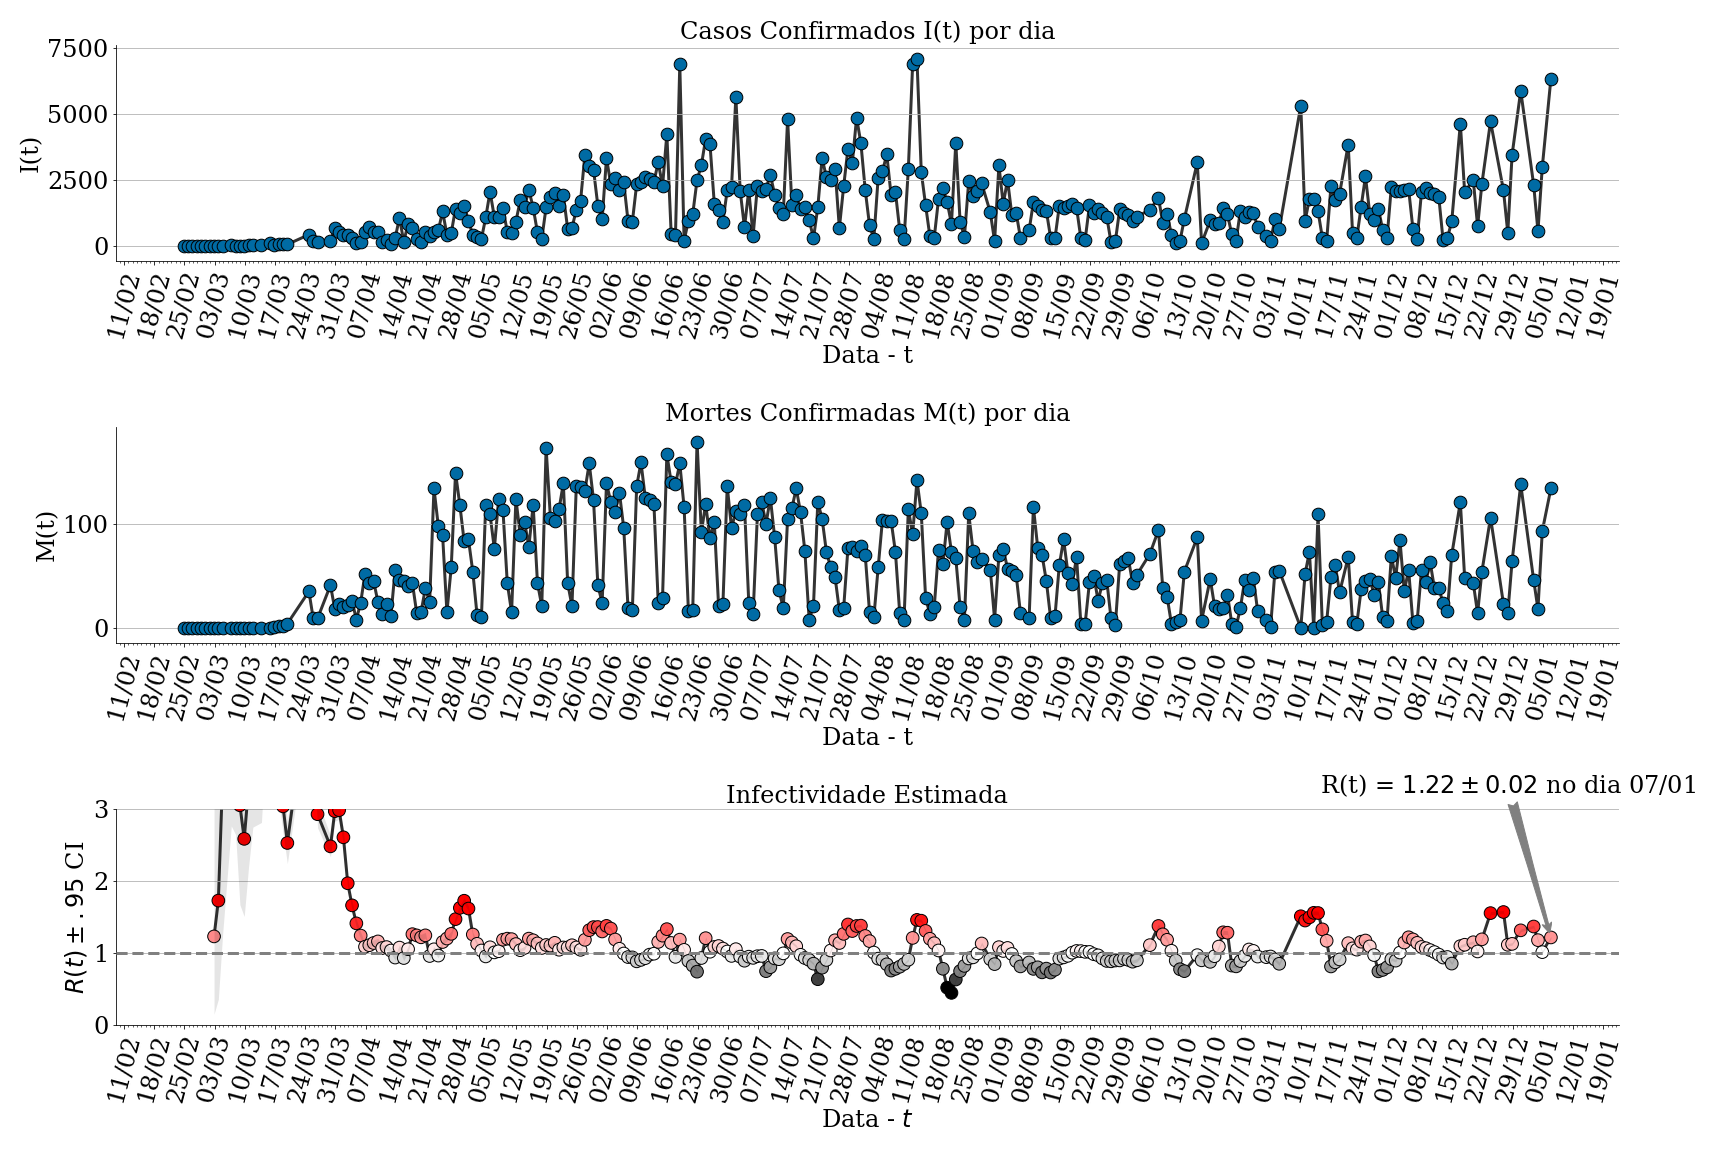 Casos Confirmados I(t) por dia
7500
5000
2500
0
I(t)
11/02 18/02 25/02 03/03 10/03 17/03 24/03 31/03 07/04 14/04 21/04 28/04 05/05 12/05 19/05 26/05 02/06 09/06 16/06 23/06 30/06 07/07 14/07 21/07 28/07 04/08 11/08 18/08 25/08 01/09 08/09 15/09 22/09 29/09 06/10 13/10 20/10 27/10 03/11 10/11 17/11 24/11 01/12 08/12 15/12 22/12 29/12 05/01 12/01 19/01
Data - t
Mortes Confirmadas M(t) por dia
100
0
M(t)
11/02 18/02 25/02 03/03 10/03 17/03 24/03 31/03 07/04 14/04 21/04 28/04 05/05 12/05 19/05 26/05 02/06 09/06 16/06 23/06 30/06 07/07 14/07 21/07 28/07 04/08 11/08 18/08 25/08 01/09 08/09 15/09 22/09 29/09 06/10 13/10 20/10 27/10 03/11 10/11 17/11 24/11 01/12 08/12 15/12 22/12 29/12 05/01 12/01 19/01
Data - t
R(t) = 1.22 ± 0.02 no dia 07/01
Infectividade Estimada
3
2
1
0
R(t) ± .95 CI
11/02 18/02 25/02 03/03 10/03 17/03 24/03 31/03 07/04 14/04 21/04 28/04 05/05 12/05 19/05 26/05 02/06 09/06 16/06 23/06 30/06 07/07 14/07 21/07 28/07 04/08 11/08 18/08 25/08 01/09 08/09 15/09 22/09 29/09 06/10 13/10 20/10 27/10 03/11 10/11 17/11 24/11 01/12 08/12 15/12 22/12 29/12 05/01 12/01 19/01
Data - t